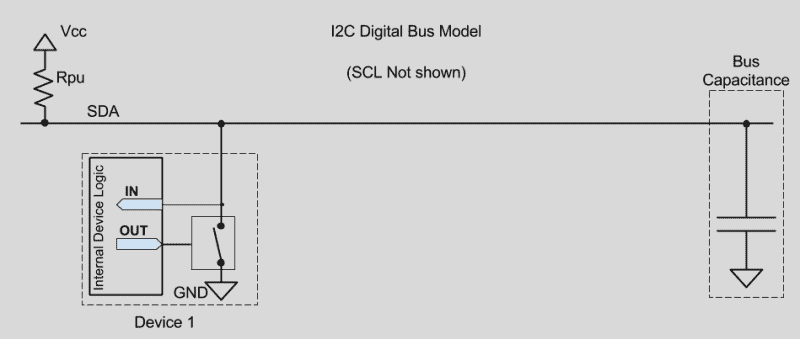 Vcc
I2C Digital Bus Model
Rpu
(SCL Not shown)
Bus
Capacitance
SDA
Internal Device Logic
IN
OUT
GND
Device 1